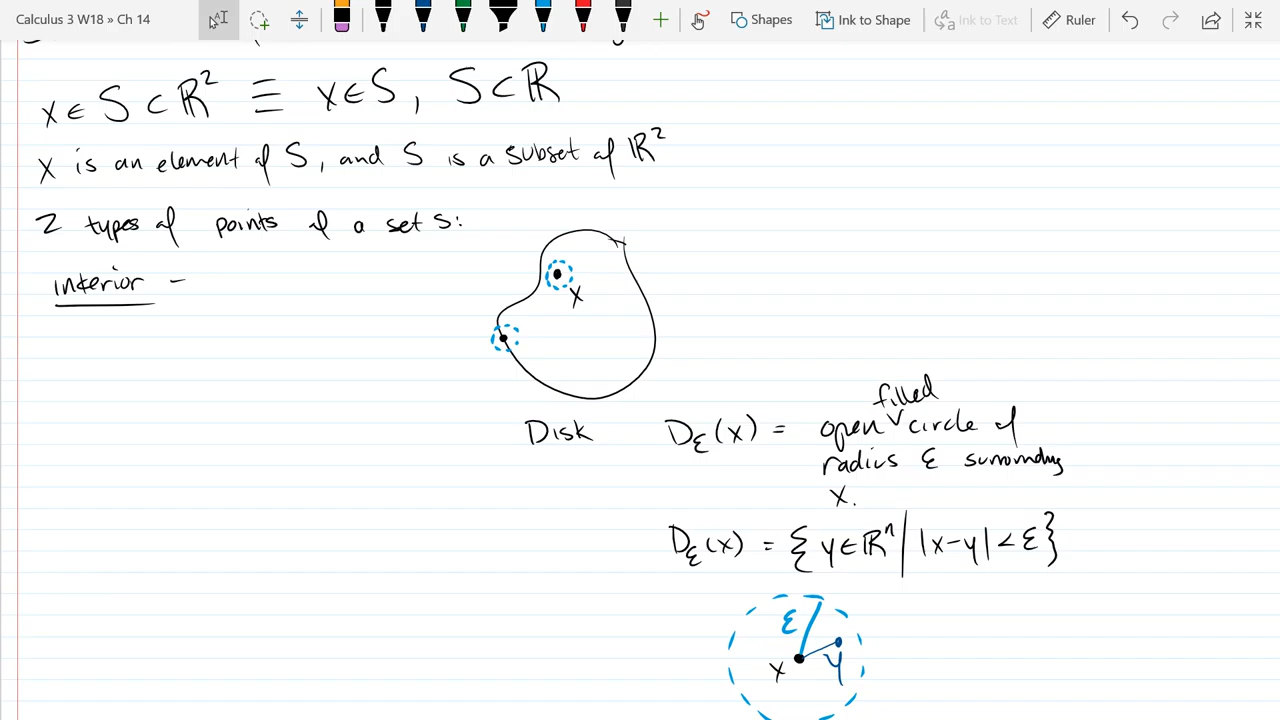 Calculus 3 W18 » Ch 14
Shapes
Ink to Shape
Ink to Text
Ruler
x ∈ S ⊂ ℝ² ≡ x ∈ S, S ⊂ ℝ
x is an element of S, and S is a subset of ℝ²
2 types of points of a set S:
interior -
x
Disk
D_ε(x) = open ˅ filled circle of
radius ε surrounding
x.
D_ε(x) = { y ∈ ℝⁿ | |x-y| < ε }
ε
x
y